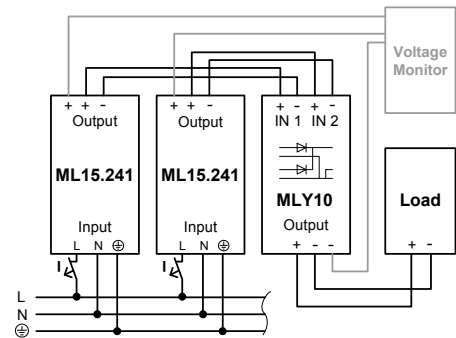 Voltage
Monitor
+ + -
Output
ML15.241
Input
L N
I
+ + -
Output
ML15.241
Input
L N
I
+ - + -
IN 1 IN 2
MLY10
Output
+ - -
Load
+ -
L
N